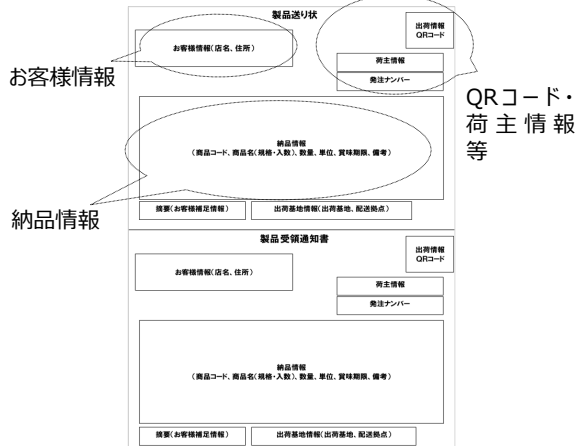 製品送り状
出荷情報
QRコード
お客様情報(店名、住所)
荷主情報
発注ナンバー
お客様情報
QRコード・
荷主情報
等
納品情報
(商品コード、商品名(規格・入数)、数量、単位、賞味期限、備考)
納品情報
摘要(お客様補足情報)
出荷基地情報(出荷基地、配送拠点)
製品受領通知書
出荷情報
QRコード
お客様情報(店名、住所)
荷主情報
発注ナンバー
納品情報
(商品コード、商品名(規格・入数)、数量、単位、賞味期限、備考)
摘要(お客様補足情報)
出荷基地情報(出荷基地、配送拠点)